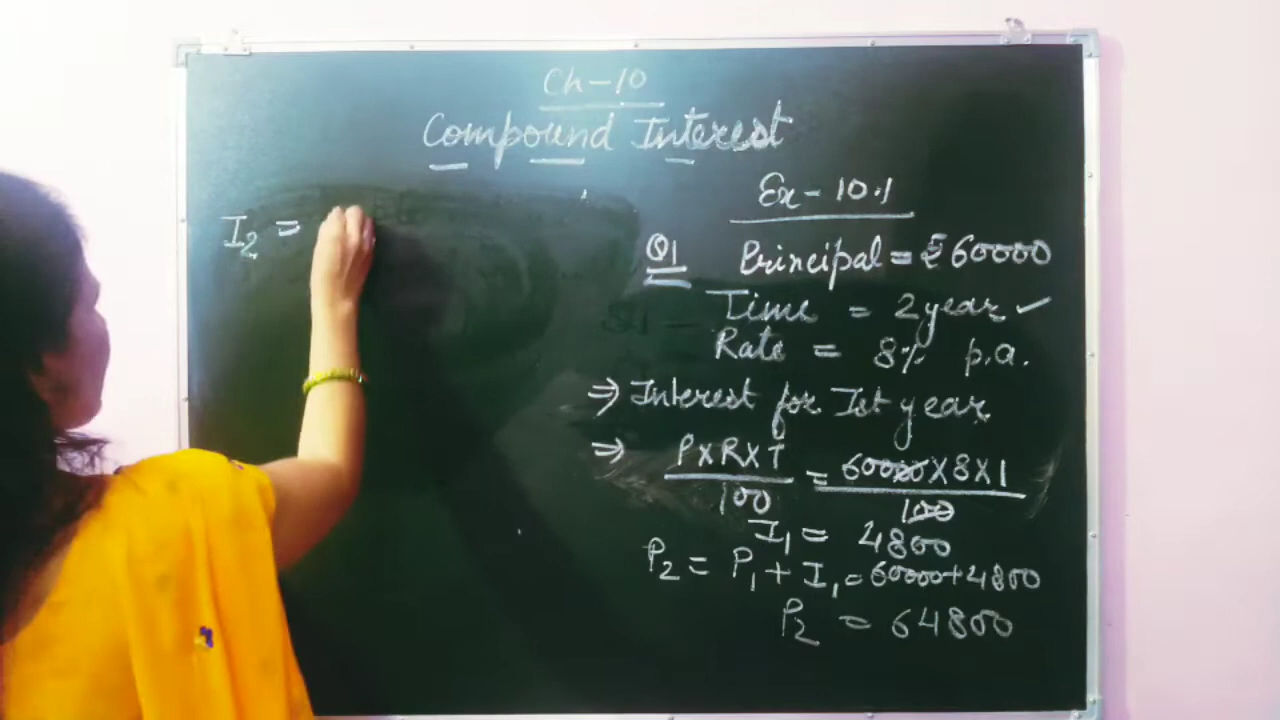 Ch-10
Compound Interest
Ex-10.1
Q1 Principal = ₹60000
Time = 2 year ✓
Rate = 8% p.a.
⇒ Interest for Ist year
⇒ P×R×T/100 = 60000×8×1/100
I₁ = 4800
P₂ = P₁ + I₁ = 60000+4800
P₂ = 64800
I₂ =